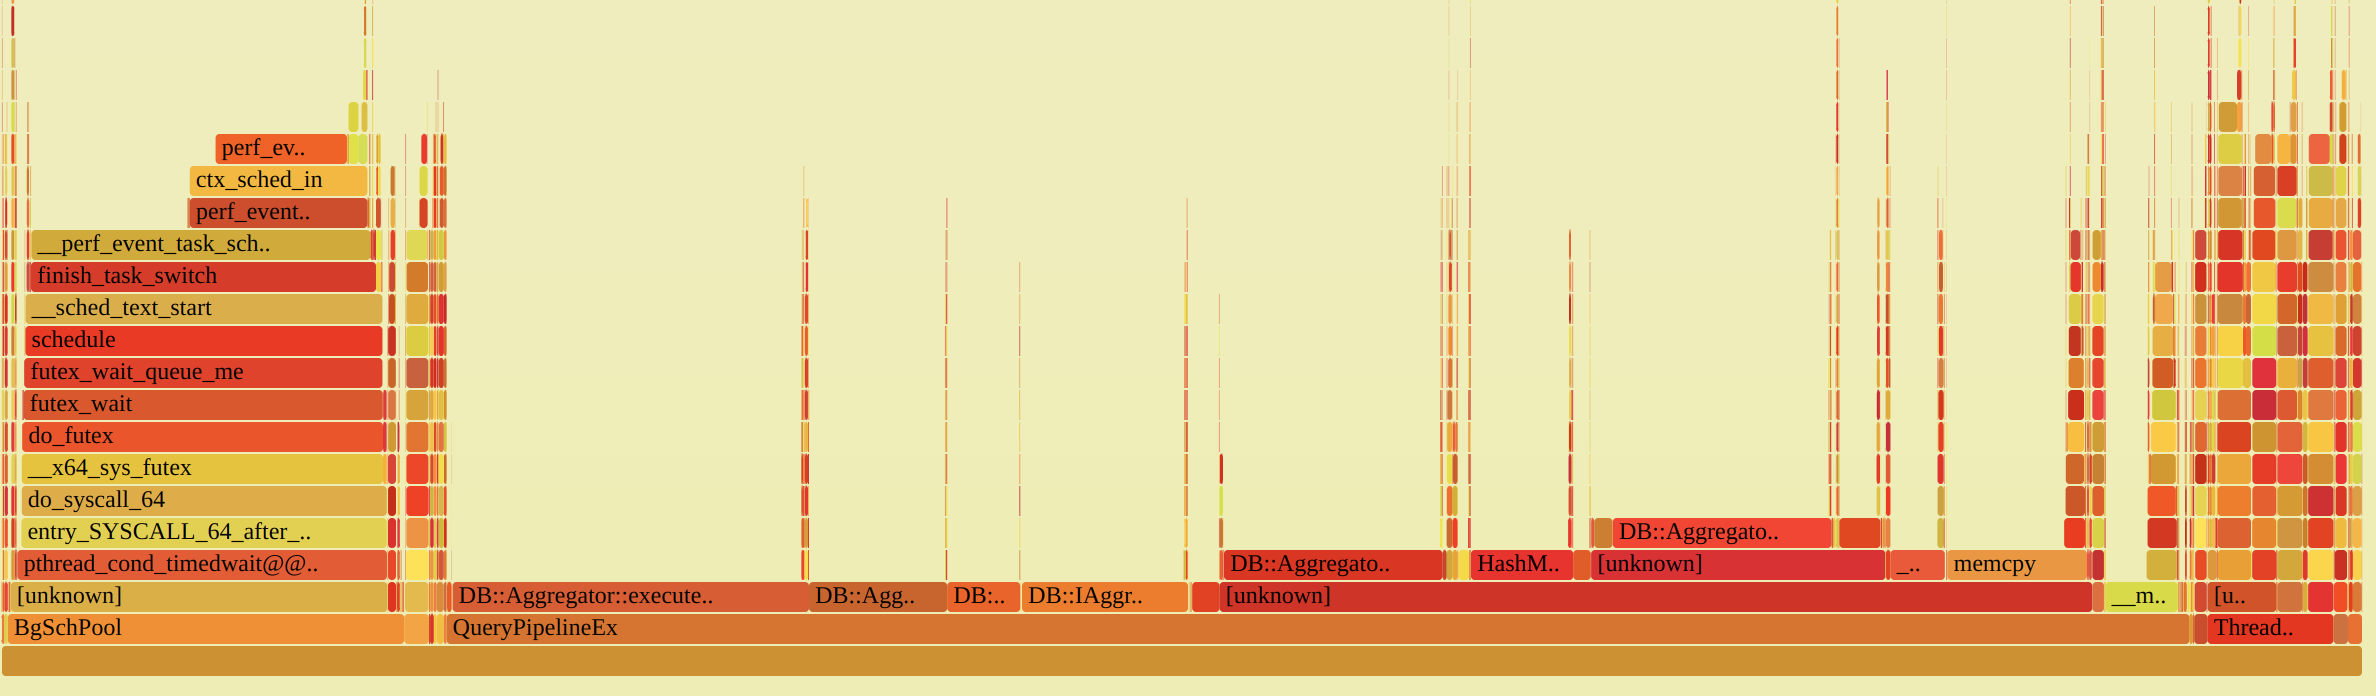 perf_ev..
ctx_sched_in
perf_event..
__perf_event_task_sch..
finish_task_switch
__sched_text_start
schedule
futex_wait_queue_me
futex_wait
do_futex
__x64_sys_futex
do_syscall_64
entry_SYSCALL_64_after_.. DB::Aggregato..
pthread_cond_timedwait@@.. DB::Aggregato.. HashM.. [unknown] _.. memcpy
[unknown] DB::Aggregator::execute.. DB::Agg.. DB:.. DB::IAggr.. [unknown] __m.. [u..
BgSchPool QueryPipelineEx Thread..